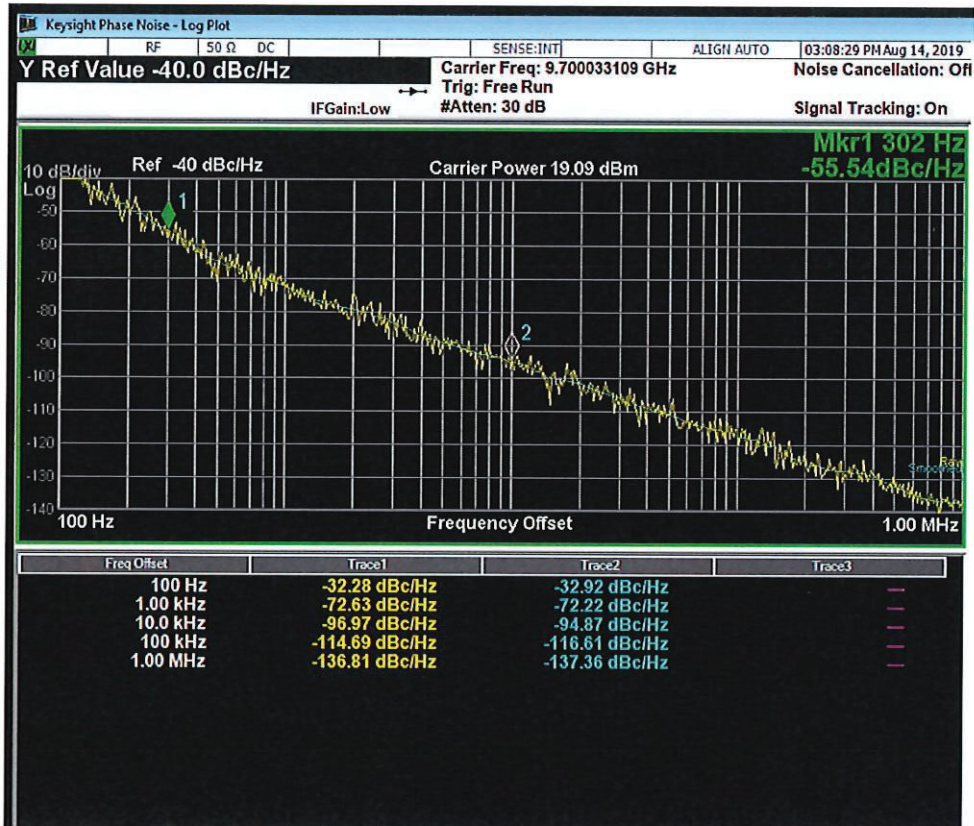 Keysight Phase Noise - Log Plot
RF 50 Ω DC SENSE:INT ALIGN AUTO 03:08:29 PM Aug 14, 2019
Y Ref Value -40.0 dBc/Hz
Carrier Freq: 9.700033109 GHz
Noise Cancellation: Off
Trig: Free Run
IFGain:Low
#Atten: 30 dB
Signal Tracking: On
Mkr1 302 Hz
-55.54dBc/Hz
10 dB/div
Log
Ref -40 dBc/Hz
Carrier Power 19.09 dBm
1
2
-50
-60
-70
-80
-90
-100
-110
-120
-130
-140
Raw
Smoothed
100 Hz Frequency Offset 1.00 MHz
Freq Offset Trace1 Trace2 Trace3
100 Hz -32.28 dBc/Hz -32.92 dBc/Hz —
1.00 kHz -72.63 dBc/Hz -72.22 dBc/Hz —
10.0 kHz -96.97 dBc/Hz -94.87 dBc/Hz —
100 kHz -114.69 dBc/Hz -116.61 dBc/Hz —
1.00 MHz -136.81 dBc/Hz -137.36 dBc/Hz —